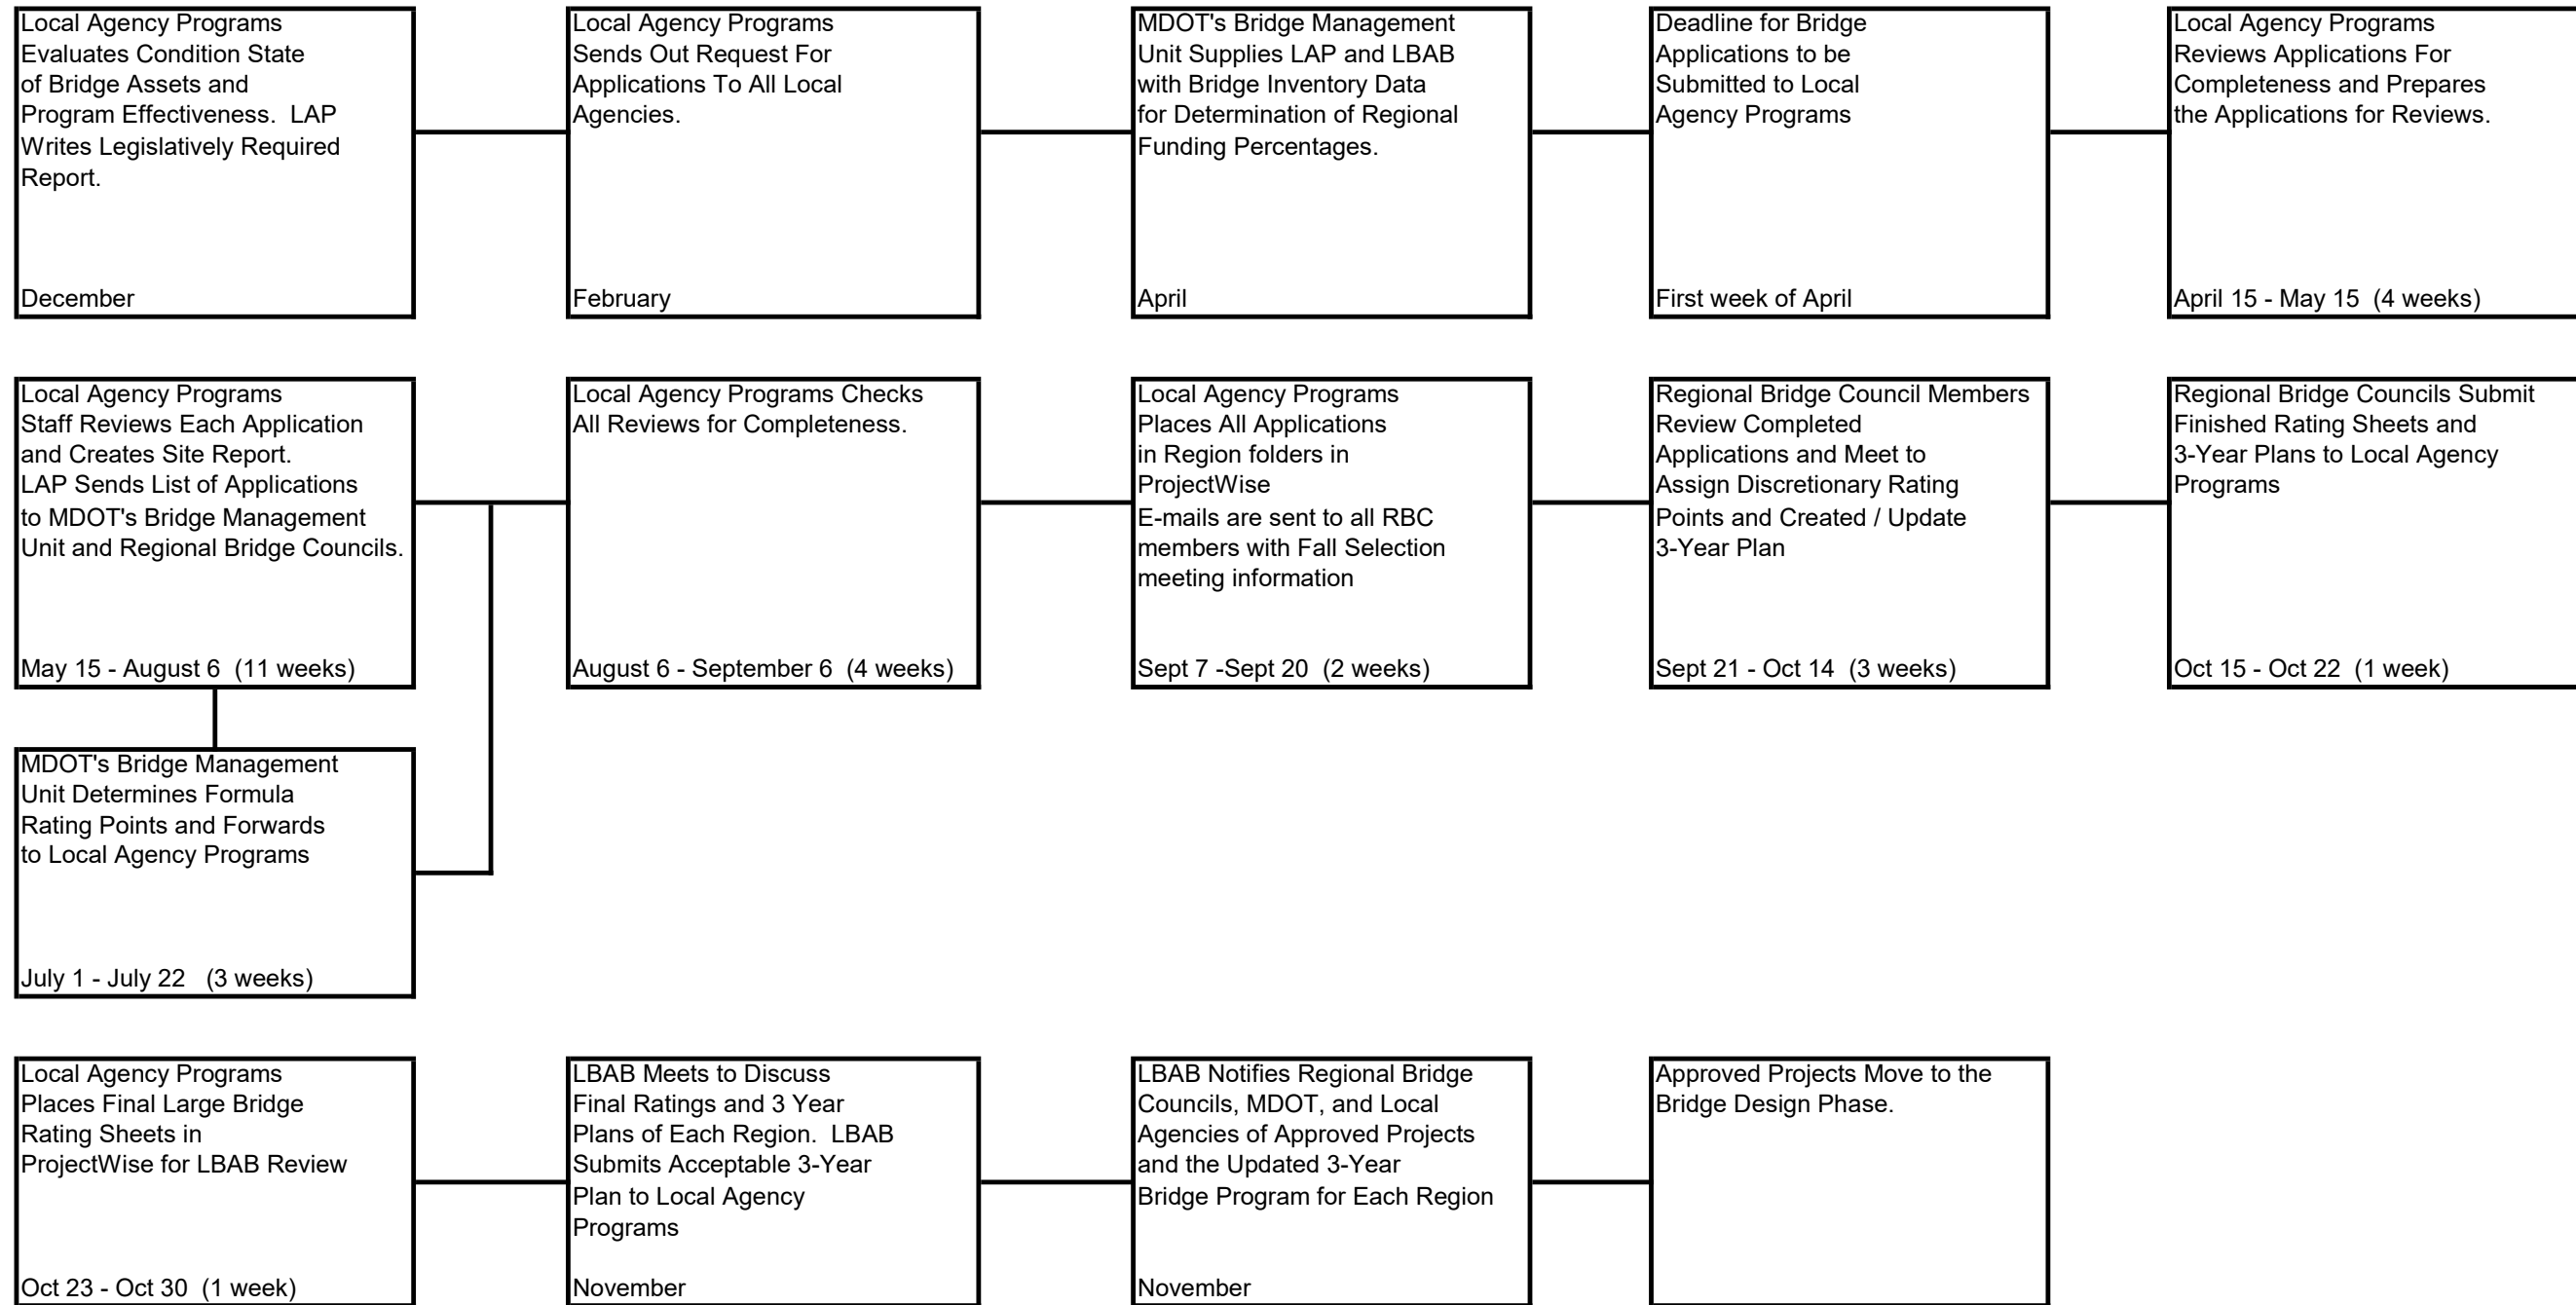 Local Agency Programs
Evaluates Condition State
of Bridge Assets and
Program Effectiveness.  LAP
Writes Legislatively Required
Report.
December
Local Agency Programs
Sends Out Request For
Applications To All Local
Agencies.
February
MDOT's Bridge Management
Unit Supplies LAP and LBAB
with Bridge Inventory Data
for Determination of Regional
Funding Percentages.
April
Deadline for Bridge
Applications to be
Submitted to Local
Agency Programs
First week of April
Local Agency Programs
Reviews Applications For
Completeness and Prepares
the Applications for Reviews.
April 15 - May 15  (4 weeks)
Local Agency Programs
Staff Reviews Each Application
and Creates Site Report.
LAP Sends List of Applications
to MDOT's Bridge Management
Unit and Regional Bridge Councils.
May 15 - August 6  (11 weeks)
Local Agency Programs Checks
All Reviews for Completeness.
August 6 - September 6  (4 weeks)
Local Agency Programs
Places All Applications
in Region folders in
ProjectWise
E-mails are sent to all RBC
members with Fall Selection
meeting information
Sept 7 -Sept 20  (2 weeks)
Regional Bridge Council Members
Review Completed
Applications and Meet to
Assign Discretionary Rating
Points and Created / Update
3-Year Plan
Sept 21 - Oct 14  (3 weeks)
Regional Bridge Councils Submit
Finished Rating Sheets and
3-Year Plans to Local Agency
Programs
Oct 15 - Oct 22  (1 week)
MDOT's Bridge Management
Unit Determines Formula
Rating Points and Forwards
to Local Agency Programs
July 1 - July 22   (3 weeks)
Local Agency Programs
Places Final Large Bridge
Rating Sheets in
ProjectWise for LBAB Review
Oct 23 - Oct 30  (1 week)
LBAB Meets to Discuss
Final Ratings and 3 Year
Plans of Each Region.  LBAB
Submits Acceptable 3-Year
Plan to Local Agency
Programs
November
LBAB Notifies Regional Bridge
Councils, MDOT, and Local
Agencies of Approved Projects
and the Updated 3-Year
Bridge Program for Each Region
November
Approved Projects Move to the
Bridge Design Phase.